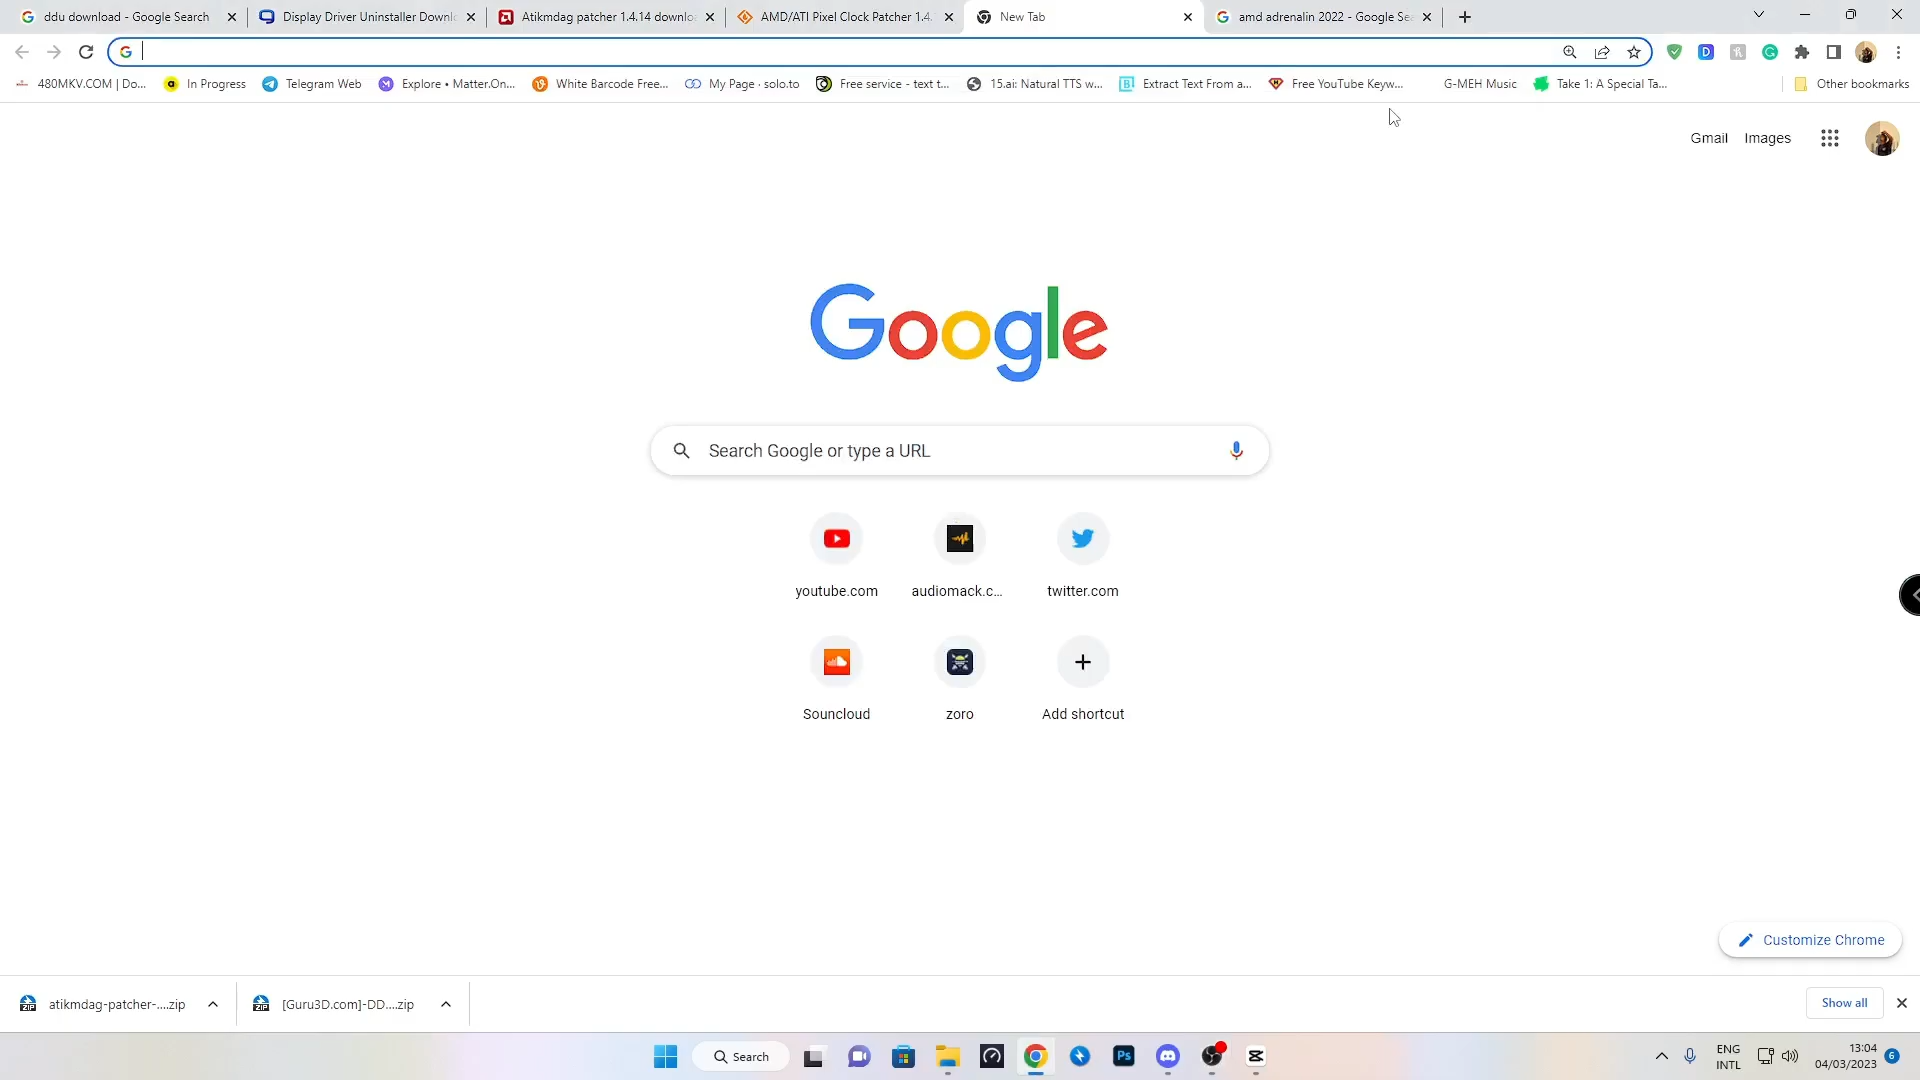 ddu download - Google Search
Display Driver Uninstaller Downl
Atikmdag patcher 1.4.14 downloa
AMD/ATI Pixel Clock Patcher 1.4.
New Tab
amd adrenalin 2022 - Google Sea
480MKV.COM | Do...
In Progress
Telegram Web
Explore • Matter.On...
White Barcode Free...
My Page · solo.to
Free service - text t...
15.ai: Natural TTS w...
Extract Text From a...
Free YouTube Keyw...
G-MEH Music
Take 1: A Special Ta...
Other bookmarks
Gmail
Images
Google
Search Google or type a URL
youtube.com
audiomack.c...
twitter.com
Souncloud
zoro
Add shortcut
Customize Chrome
atikmdag-patcher-....zip
[Guru3D.com]-DD....zip
Show all
Search
Ps
ENG
INTL
13:04
04/03/2023
6